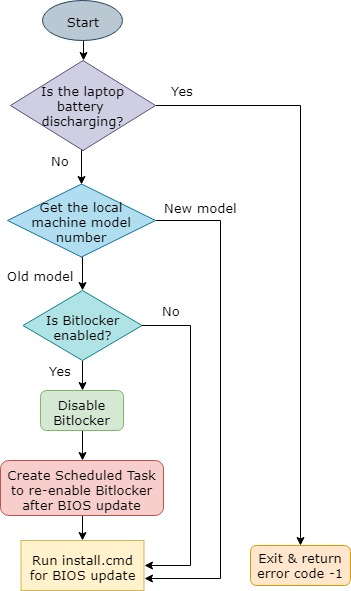 Start
Is the laptop
battery
discharging?
Yes
No
Get the local
machine model
number
New model
Old model
Is Bitlocker
enabled?
No
Yes
Disable
Bitlocker
Create Scheduled Task
to re-enable Bitlocker
after BIOS update
Run install.cmd
for BIOS update
Exit & return
error code -1